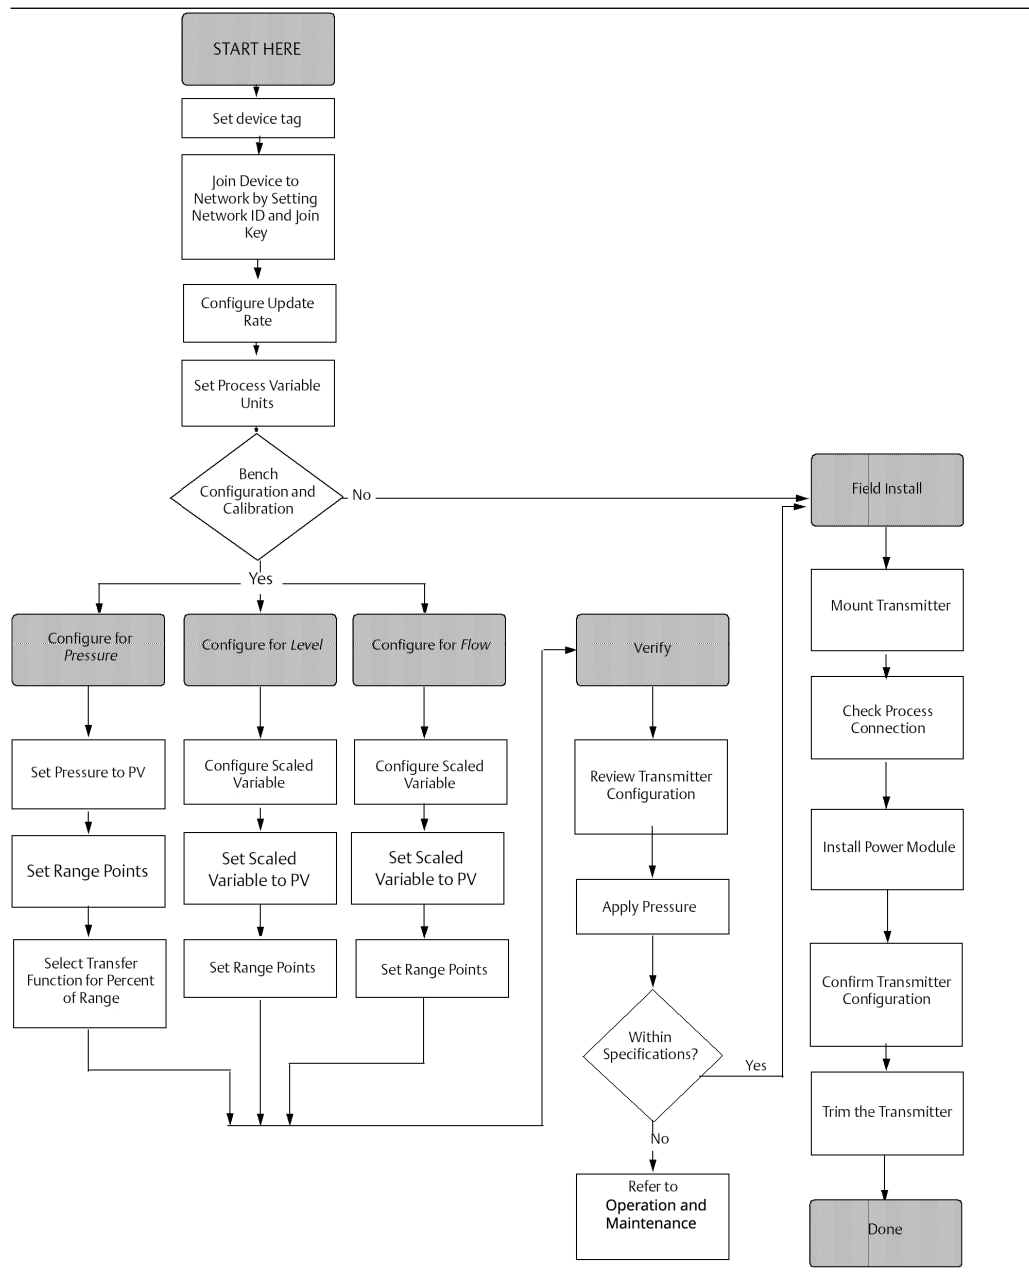 START HERE
Set device tag
Join Device to
Network by Setting
Network ID and Join
Key
Configure Update
Rate
Set Process Variable
Units
Bench
Configuration and
Calibration
No
Yes
Configure for
Pressure
Set Pressure to PV
Set Range Points
Select Transfer
Function for Percent
of Range
Configure for Level
Configure Scaled
Variable
Set Scaled
Variable to PV
Set Range Points
Configure for Flow
Configure Scaled
Variable
Set Scaled
Variable to PV
Set Range Points
Verify
Review Transmitter
Configuration
Apply Pressure
Within
Specifications?
Yes
No
Refer to
Operation and
Maintenance
Field Install
Mount Transmitter
Check Process
Connection
Install Power Module
Confirm Transmitter
Configuration
Trim the Transmitter
Done